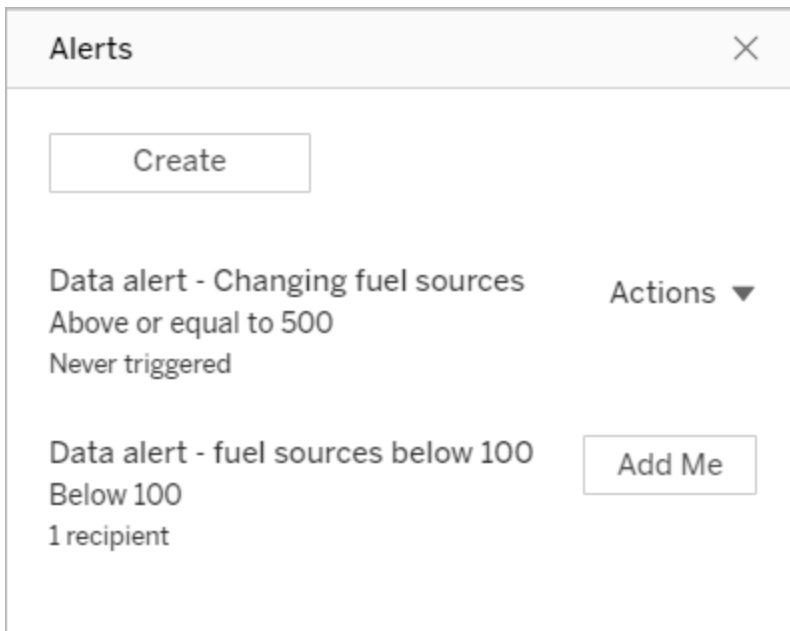 Alerts
Create
Data alert - Changing fuel sources
Actions
Above or equal to 500
Never triggered
Data alert - fuel sources below 100
Add Me
Below 100
1 recipient